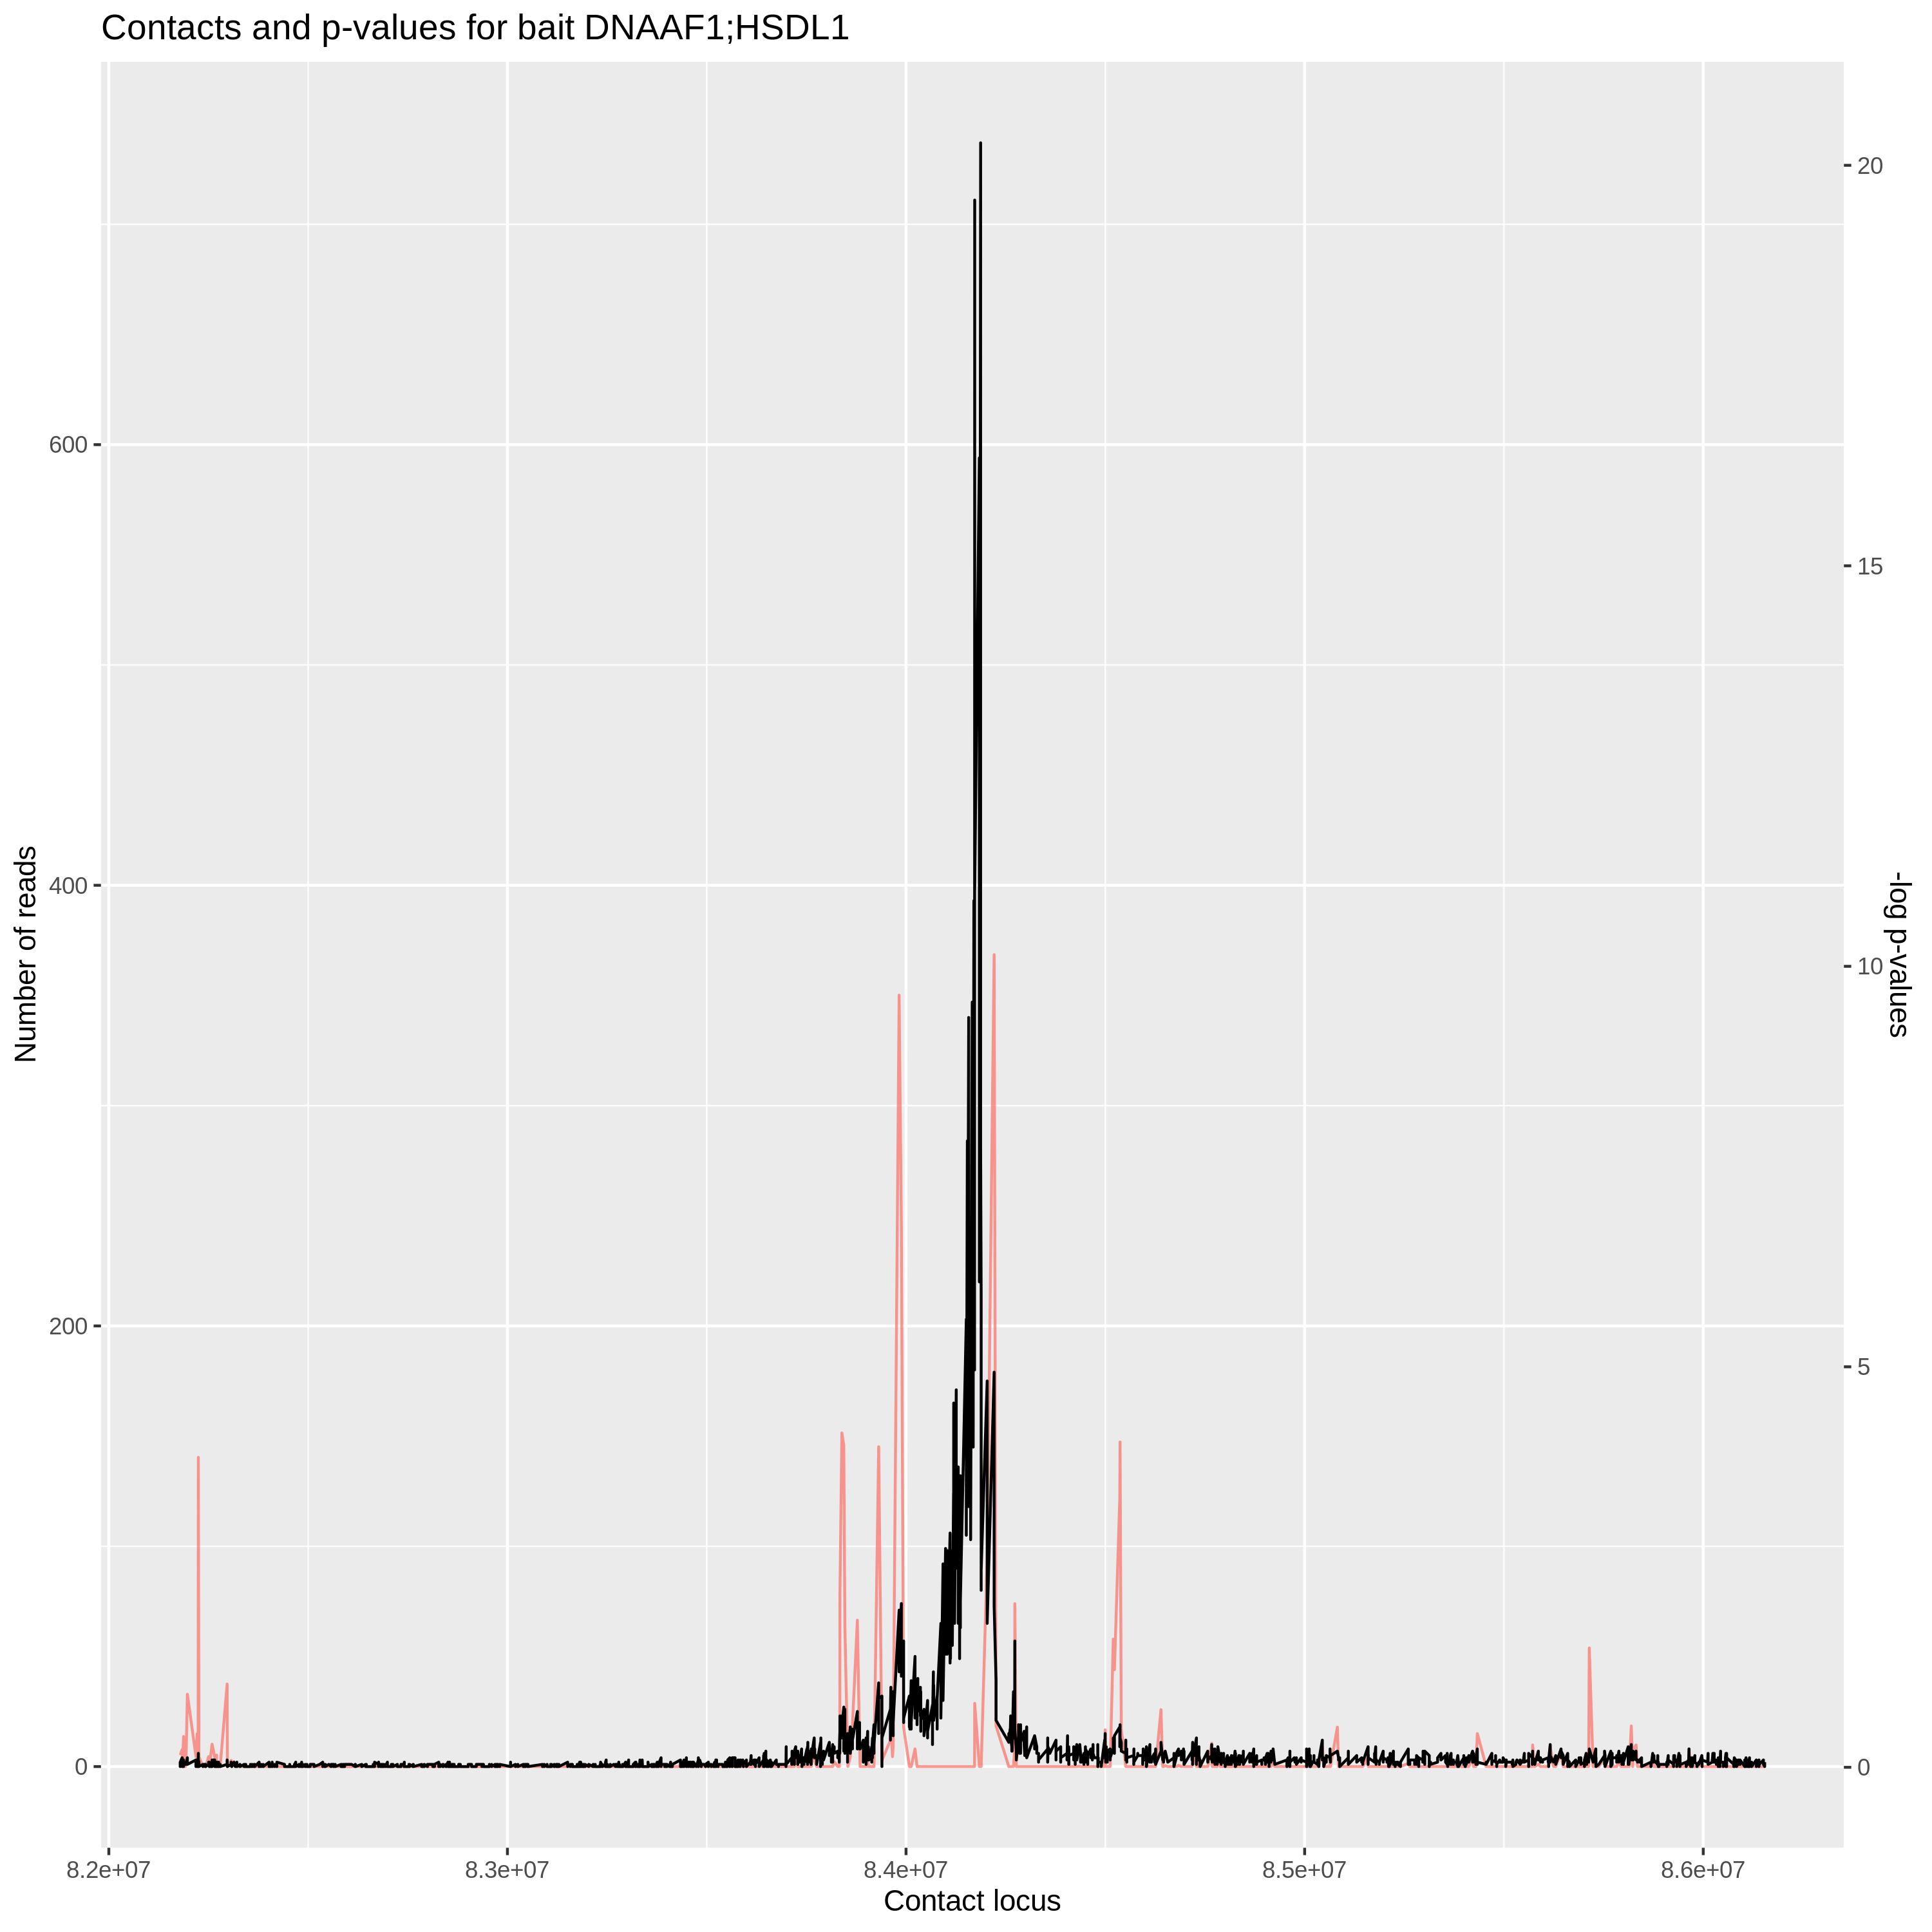 Contacts and p-values for bait DNAAF1;HSDL1
20
15
10
5
0
-log p-values
600
400
200
0
Number of reads
8.2e+07 8.3e+07 8.4e+07 8.5e+07 8.6e+07
Contact locus